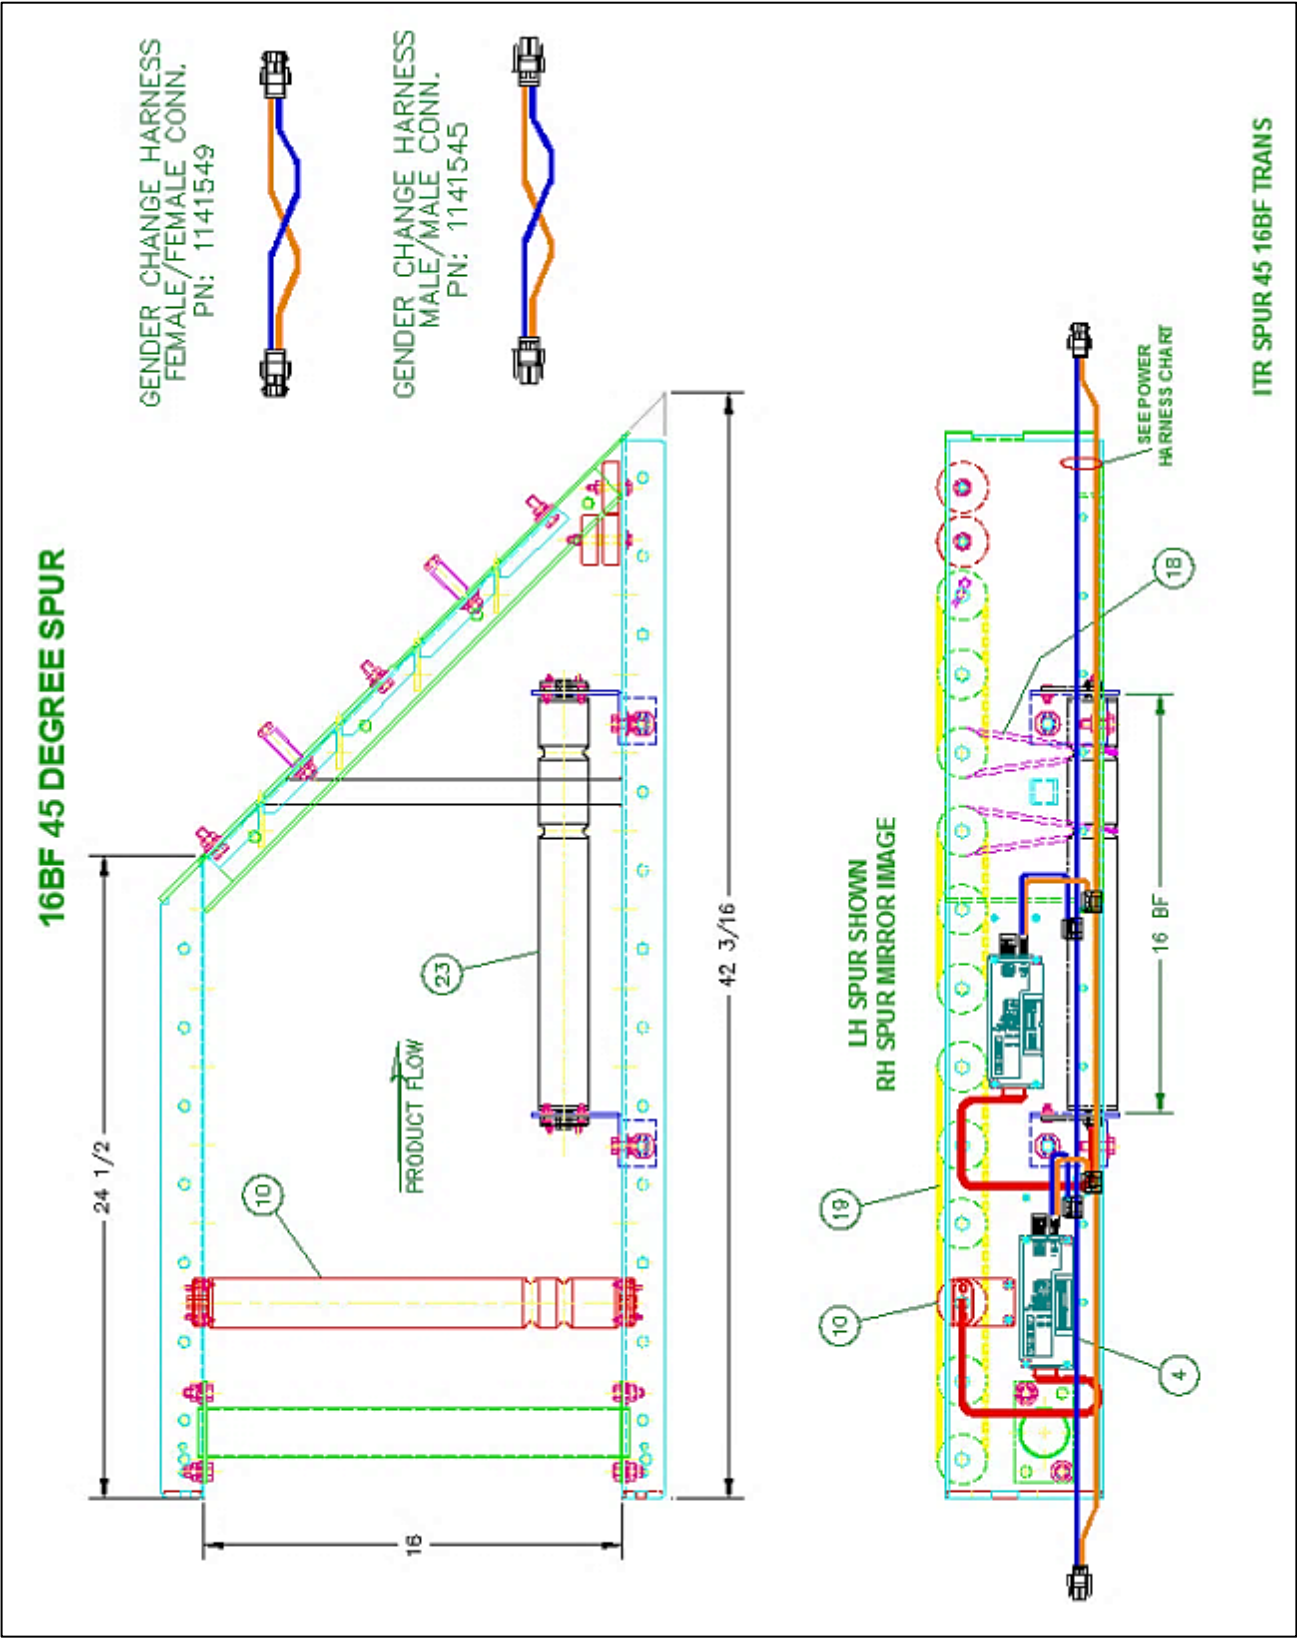 16BF 45 DEGREE SPUR
GENDER CHANGE HARNESS
FEMALE/FEMALE CONN.
PN: 1141549
GENDER CHANGE HARNESS
MALE/MALE CONN.
PN: 1141545
24 1/2
10
23
PRODUCT FLOW
16
42 3/16
LH SPUR SHOWN
RH SPUR MIRROR IMAGE
19
10
18
4
16 BF
SEE POWER
HARNESS CHART
ITR SPUR 45 16BF TRANS